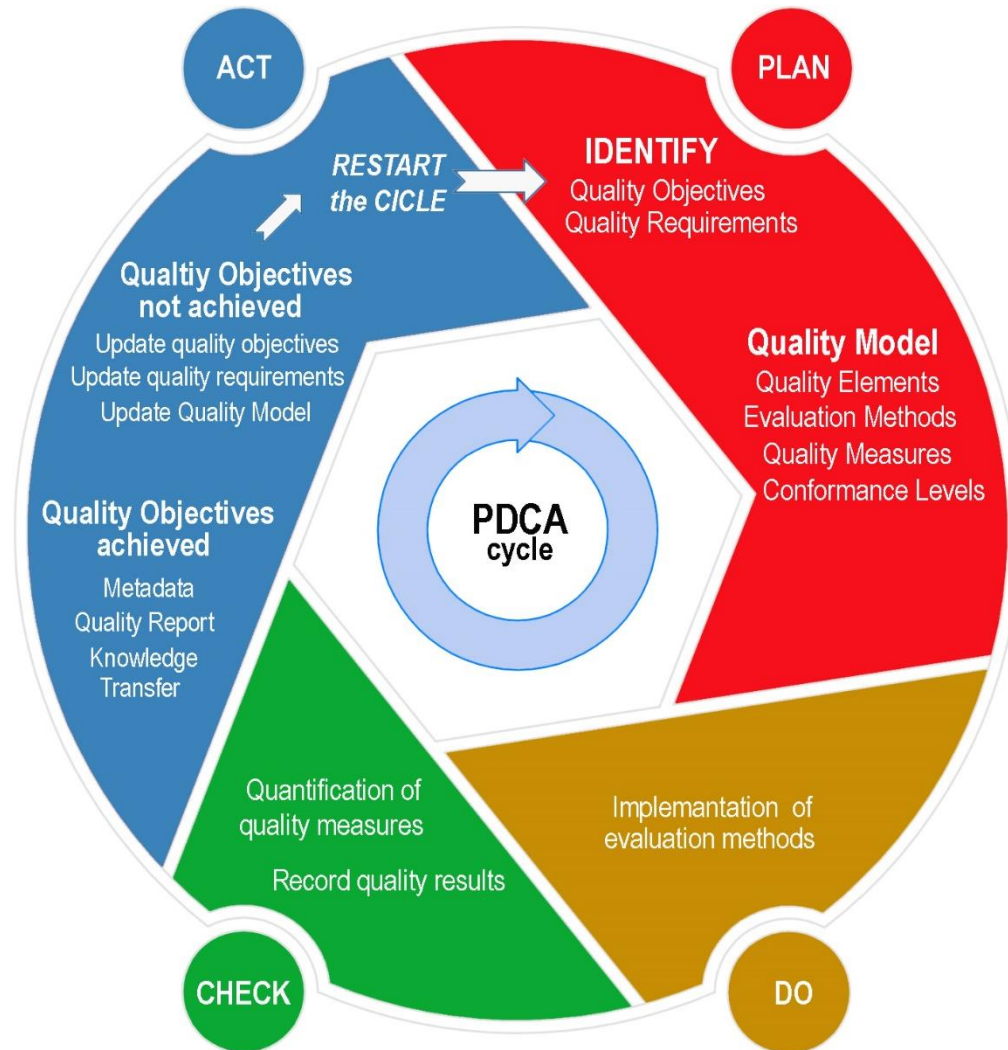 ACT
PLAN
RESTART
the CICLE
IDENTIFY
Quality Objectives
Quality Requirements
Qualtiy Objectives
not achieved
Update quality objectives
Update quality requirements
Update Quality Model
Quality Model
Quality Elements
Evaluation Methods
Quality Measures
Conformance Levels
PDCA
cycle
Quality Objectives
achieved
Metadata
Quality Report
Knowledge
Transfer
Quantification of
quality measures
Record quality results
Implemantation of
evaluation methods
CHECK
DO